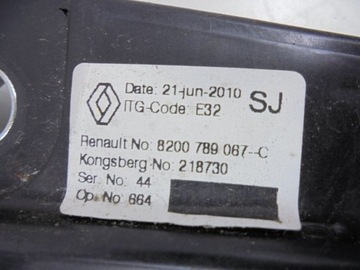 Date: 21-jun-2010 SJ
ITG-Code: E32
Renault No: 8200 789 067--C
Kongsberg No: 218730
Ser. No: 44
Op. No: 664